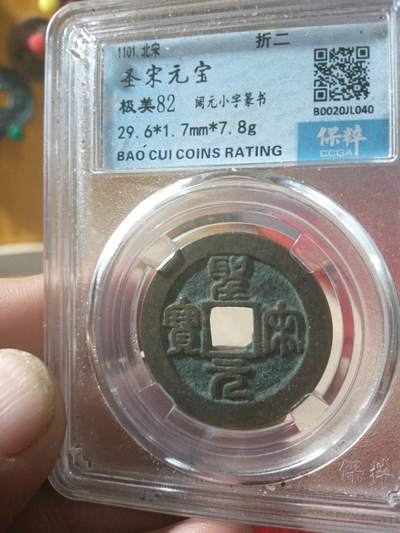 1101.北宋
折二
圣宋元宝
极美82 阔元小字篆书
29.6*1.7mm*7.8g
BAO CUI COINS RATING
B0020JL040
保粹
CCGA
聖宋元寶
保粹